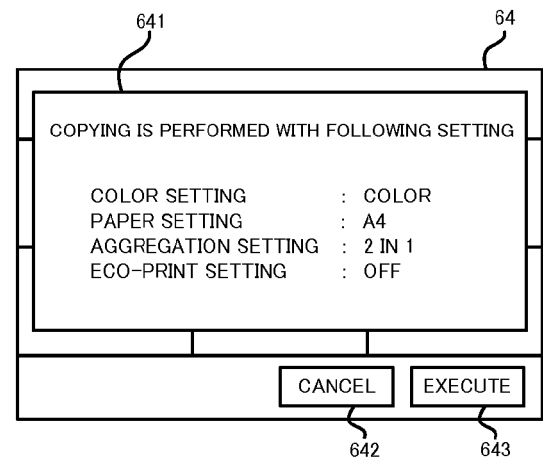 641
64
COPYING IS PERFORMED WITH FOLLOWING SETTING
COLOR SETTING : COLOR
PAPER SETTING : A4
AGGREGATION SETTING : 2 IN 1
ECO-PRINT SETTING : OFF
CANCEL EXECUTE
642 643